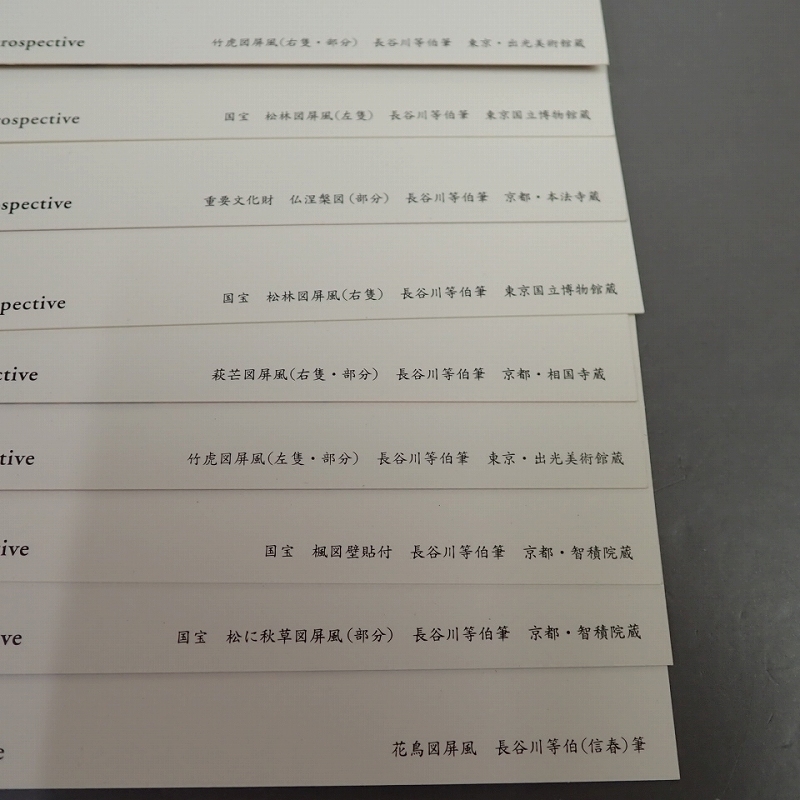 rospective 竹虎図屏風(右隻・部分) 長谷川等伯筆 東京・出光美術館蔵
ospective 国宝 松林図屏風(左隻) 長谷川等伯筆 東京国立博物館蔵
spective 重要文化財 仏涅槃図(部分) 長谷川等伯筆 京都・本法寺蔵
pective 国宝 松林図屏風(右隻) 長谷川等伯筆 東京国立博物館蔵
ctive 萩芒図屏風(右隻・部分) 長谷川等伯筆 京都・相国寺蔵
tive 竹虎図屏風(左隻・部分) 長谷川等伯筆 東京・出光美術館蔵
ive 国宝 楓図壁貼付 長谷川等伯筆 京都・智積院蔵
ve 国宝 松に秋草図屏風(部分) 長谷川等伯筆 京都・智積院蔵
e 花鳥図屏風 長谷川等伯(信春)筆